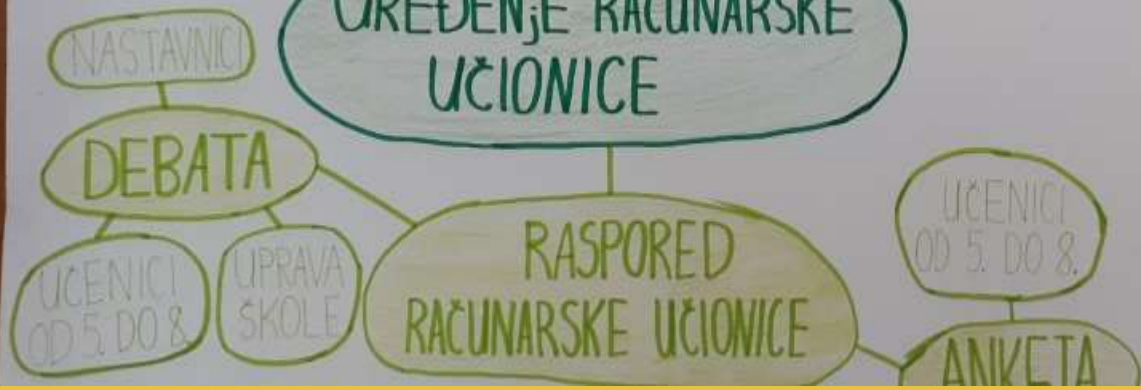 UREĐENjE RAČUNARSKE
UČIONICE
NASTAVNICI
DEBATA
UČENICI
OD 5. DO 8.
UPRAVA
ŠKOLE
RASPORED
RAČUNARSKE UČIONICE
UČENICI
OD 5. DO 8.
ANKETA